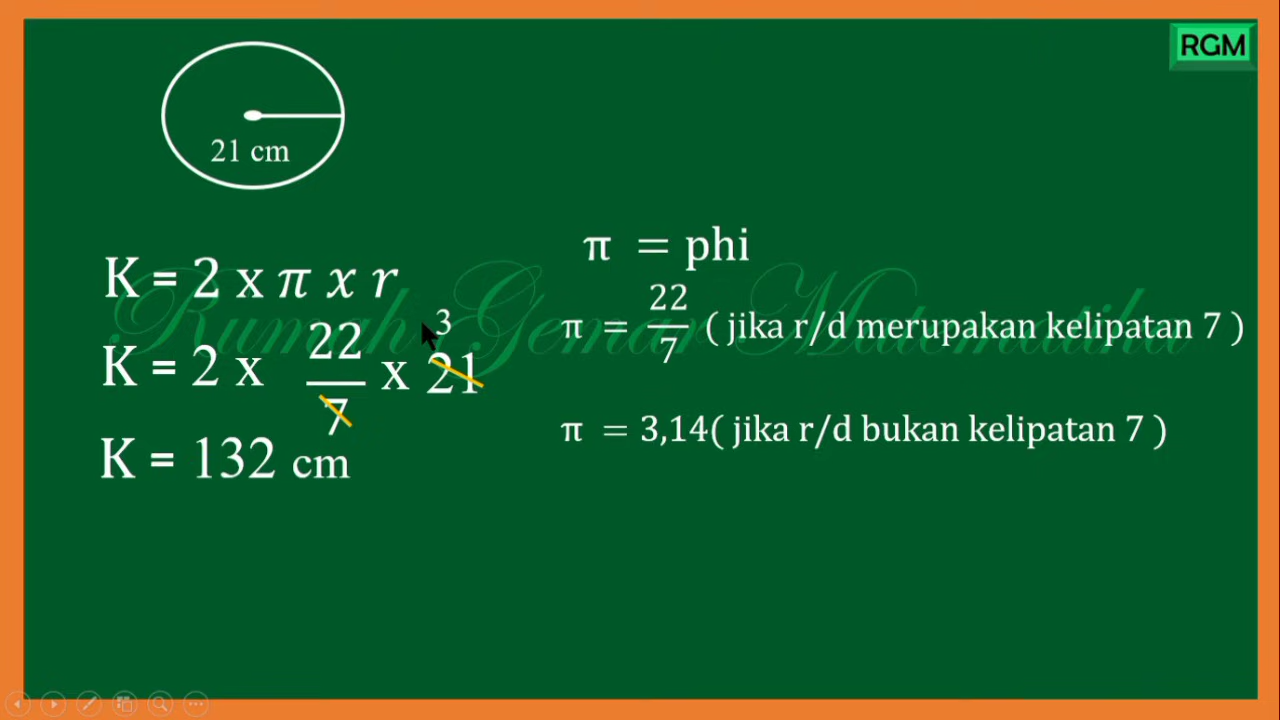 RGM
21 cm
K = 2 x π x r
K = 2 x 22/7 x 21
3
K = 132 cm
π = phi
π = 22/7 ( jika r/d merupakan kelipatan 7 )
π = 3,14( jika r/d bukan kelipatan 7 )
Rumah Gemar Matematika